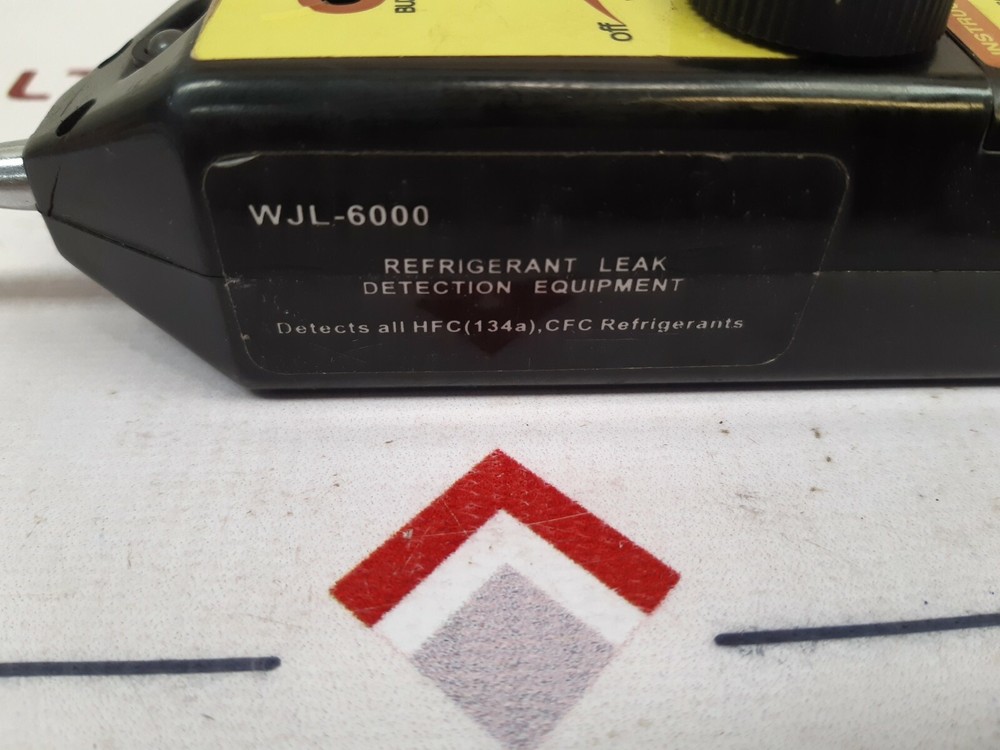 off
WJL-6000
REFRIGERANT LEAK
DETECTION EQUIPMENT
Detects all HFC(134a),CFC Refrigerants